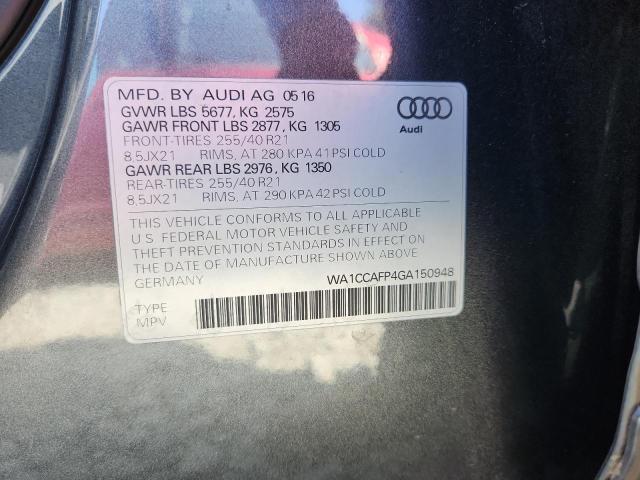 MFD. BY AUDI AG 05 16
GVWR LBS 5677, KG 2575
GAWR FRONT LBS 2877, KG 1305
FRONT-TIRES 255/40 R21
8,5JX21 RIMS, AT 280 KPA 41 PSI COLD
GAWR REAR LBS 2976, KG 1350
REAR-TIRES 255/40 R21
8,5JX21 RIMS, AT 290 KPA 42 PSI COLD
Audi
THIS VEHICLE CONFORMS TO ALL APPLICABLE
U S FEDERAL MOTOR VEHICLE SAFETY AND
THEFT PREVENTION STANDARDS IN EFFECT ON
THE DATE OF MANUFACTURE SHOWN ABOVE
GERMANY
WA1CCAFP4GA150948
TYPE
MPV